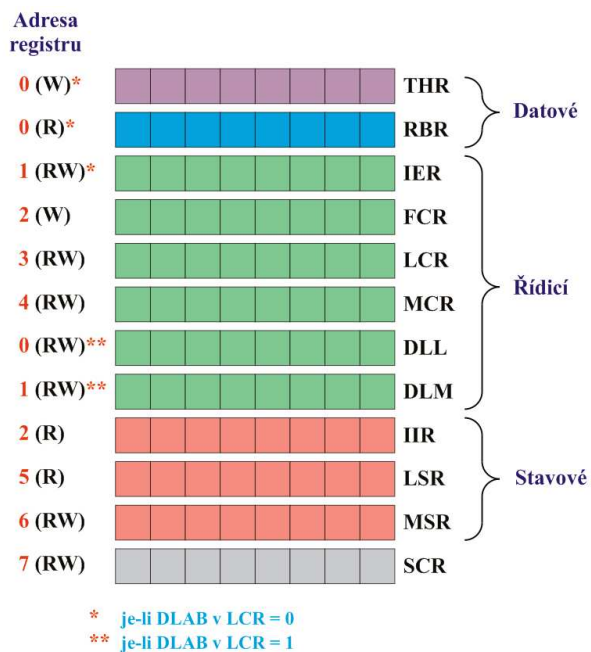 Adresa
registru
0 (W)* THR
0 (R)* RBR
Datové
1 (RW)* IER
2 (W) FCR
3 (RW) LCR
4 (RW) MCR
0 (RW)** DLL
1 (RW)** DLM
Řídicí
2 (R) IIR
5 (R) LSR
6 (RW) MSR
Stavové
7 (RW) SCR
* je-li DLAB v LCR = 0
** je-li DLAB v LCR = 1